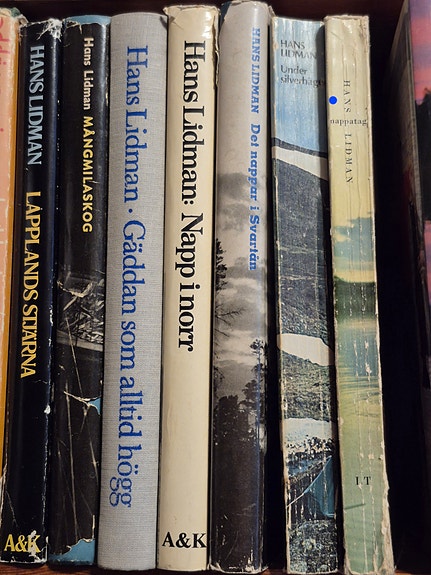 HANS LIDMAN LAPPLANDS STJÄRNA
A&K
Hans Lidman MÅNGMILASKOG
Hans Lidman · Gäddan som alltid högg
Hans Lidman: Napp i norr
A&K
HANS LIDMAN Det nappar i Svartån
HANS
LIDMAN
Under
silverhägg
HANS LIDMAN
nappatag
LT